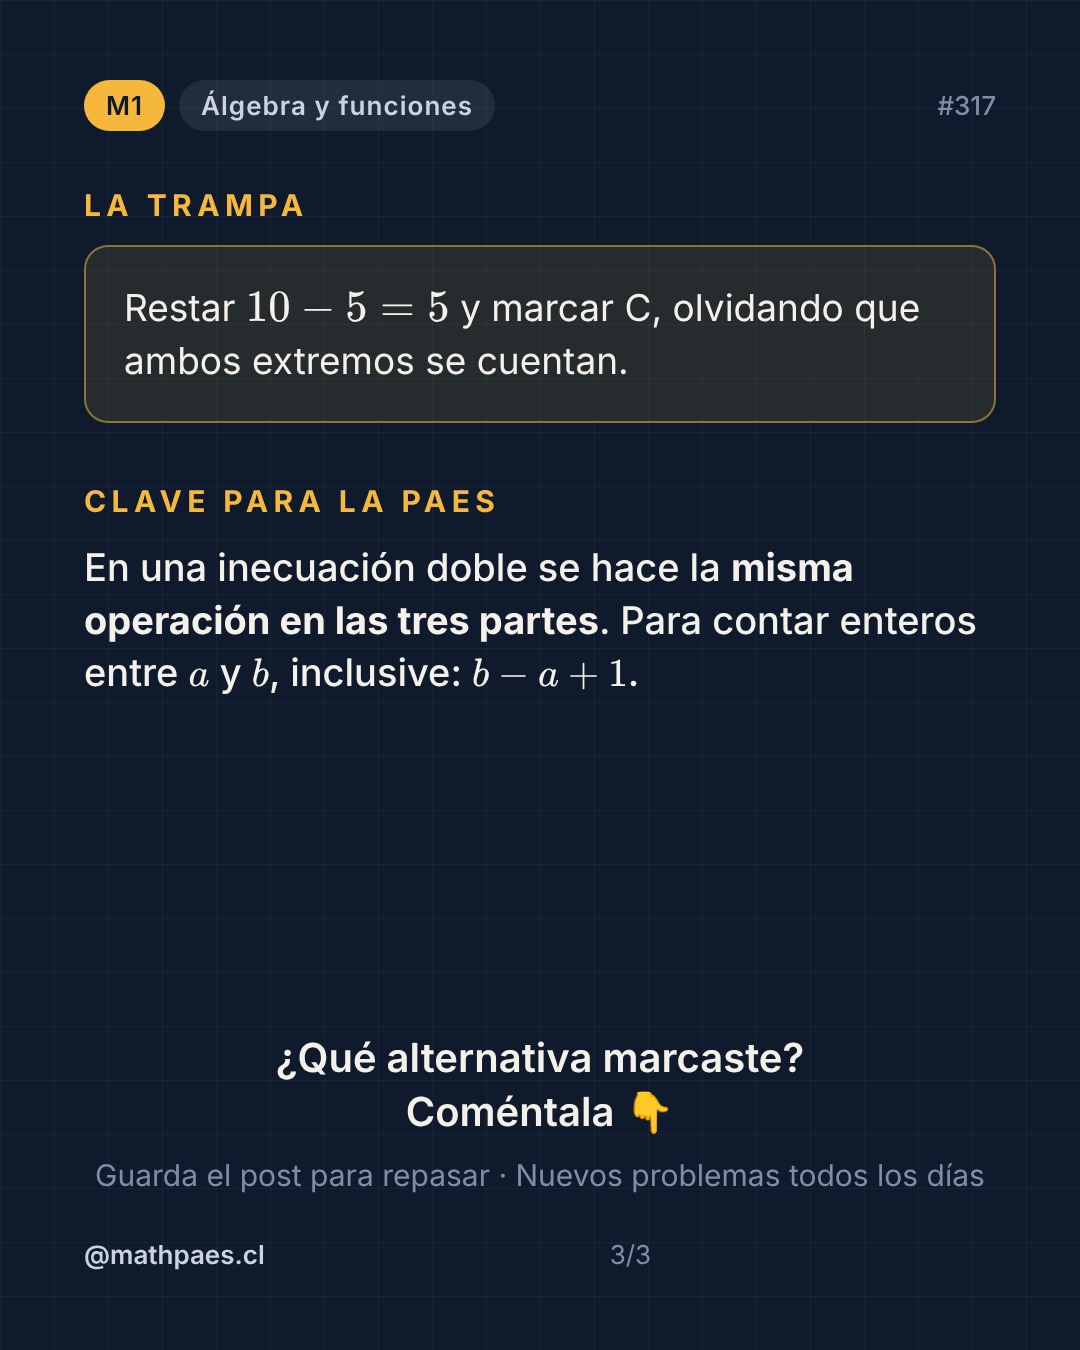 M1 Álgebra y funciones #317
LA TRAMPA
Restar 10 − 5 = 5 y marcar C, olvidando que
ambos extremos se cuentan.
CLAVE PARA LA PAES
En una inecuación doble se hace la misma
operación en las tres partes. Para contar enteros
entre a y b, inclusive: b − a + 1.
¿Qué alternativa marcaste?
Coméntala 👇
Guarda el post para repasar · Nuevos problemas todos los días
@mathpaes.cl 3/3